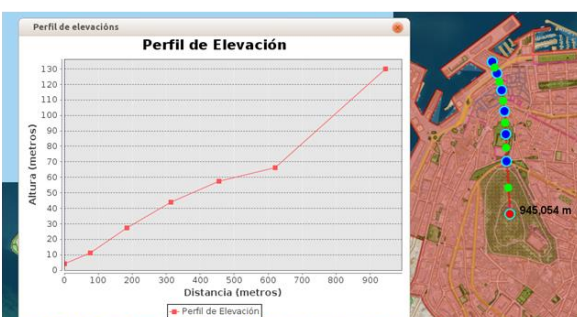 Perfil de elevacións
Perfil de Elevación
Altura (metros)
130
120
110
100
90
80
70
60
50
40
30
20
10
0
0 100 200 300 400 500 600 700 800 900
Distancia (metros)
Perfil de Elevación
945,054 m